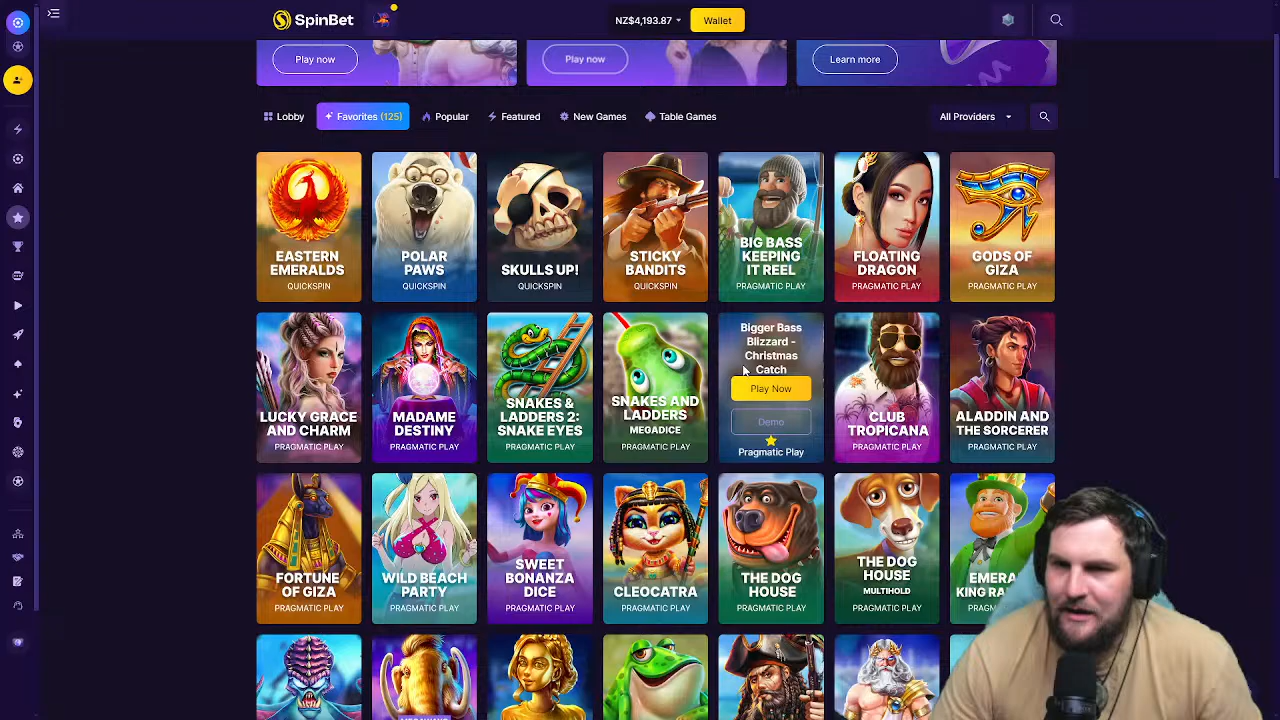 SpinBet
NZ$4,193.87
Wallet
Play now
Play now
Learn more
Lobby
Favorites (125)
Popular
Featured
New Games
Table Games
All Providers
EASTERN
EMERALDS
QUICKSPIN
POLAR
PAWS
QUICKSPIN
SKULLS UP!
QUICKSPIN
STICKY
BANDITS
QUICKSPIN
BIG BASS
KEEPING
IT REEL
PRAGMATIC PLAY
FLOATING
DRAGON
PRAGMATIC PLAY
GODS OF
GIZA
PRAGMATIC PLAY
LUCKY GRACE
AND CHARM
PRAGMATIC PLAY
MADAME
DESTINY
PRAGMATIC PLAY
SNAKES &
LADDERS 2:
SNAKE EYES
PRAGMATIC PLAY
SNAKES AND
LADDERS
MEGADICE
PRAGMATIC PLAY
Bigger Bass
Blizzard -
Christmas
Catch
Play Now
Demo
Pragmatic Play
CLUB
TROPICANA
PRAGMATIC PLAY
ALADDIN AND
THE SORCERER
PRAGMATIC PLAY
FORTUNE
OF GIZA
PRAGMATIC PLAY
WILD BEACH
PARTY
PRAGMATIC PLAY
SWEET
BONANZA
DICE
PRAGMATIC PLAY
CLEOCATRA
PRAGMATIC PLAY
THE DOG
HOUSE
PRAGMATIC PLAY
THE DOG
HOUSE
MULTIHOLD
PRAGMATIC PLAY
EMERA
KING RA
PRAGMATIC